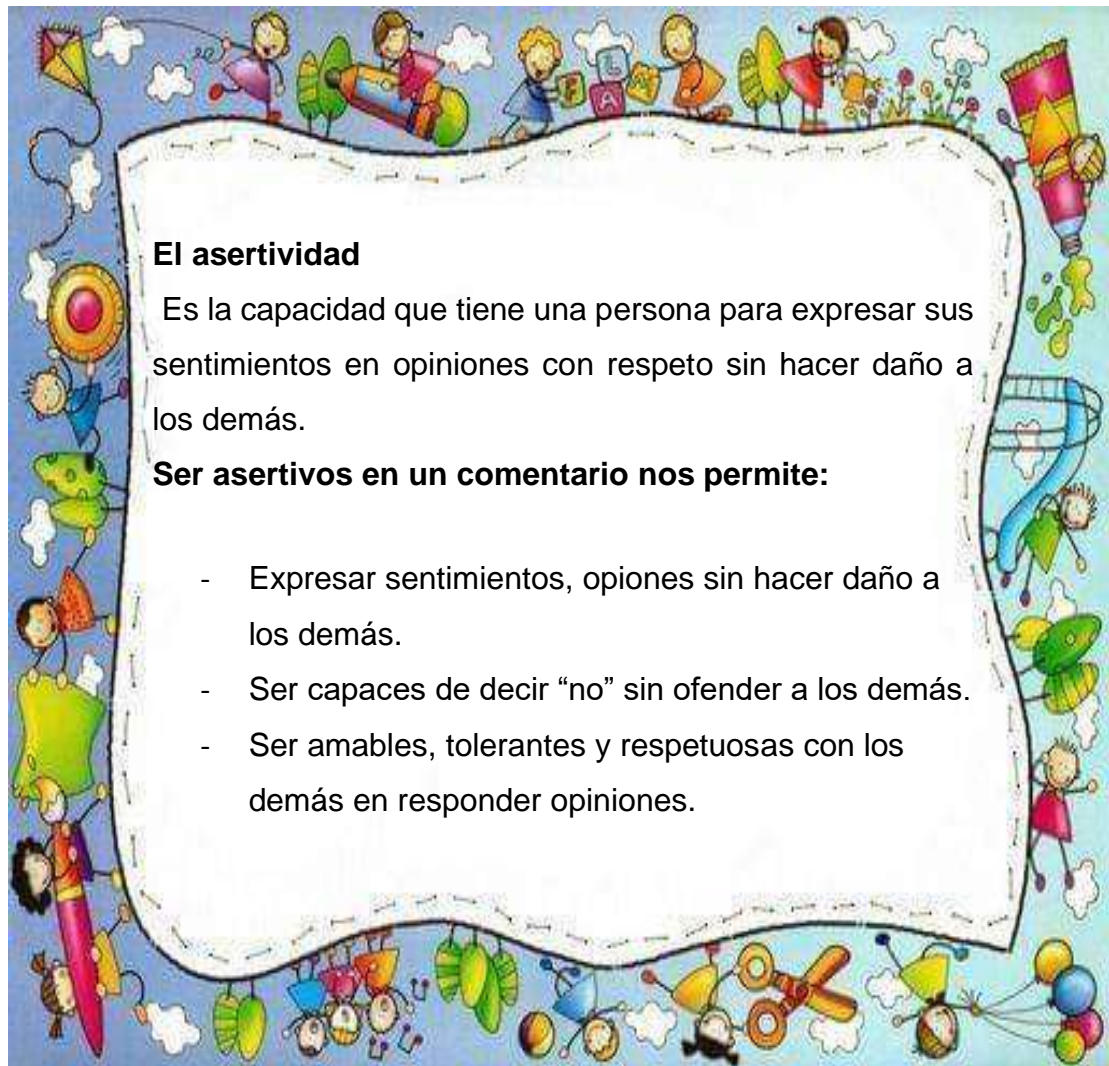 El asertividad
Es la capacidad que tiene una persona para expresar sus
sentimientos en opiniones con respeto sin hacer daño a
los demás.
Ser asertivos en un comentario nos permite:
- Expresar sentimientos, opiones sin hacer daño a
los demás.
- Ser capaces de decir “no” sin ofender a los demás.
- Ser amables, tolerantes y respetuosas con los
demás en responder opiniones.